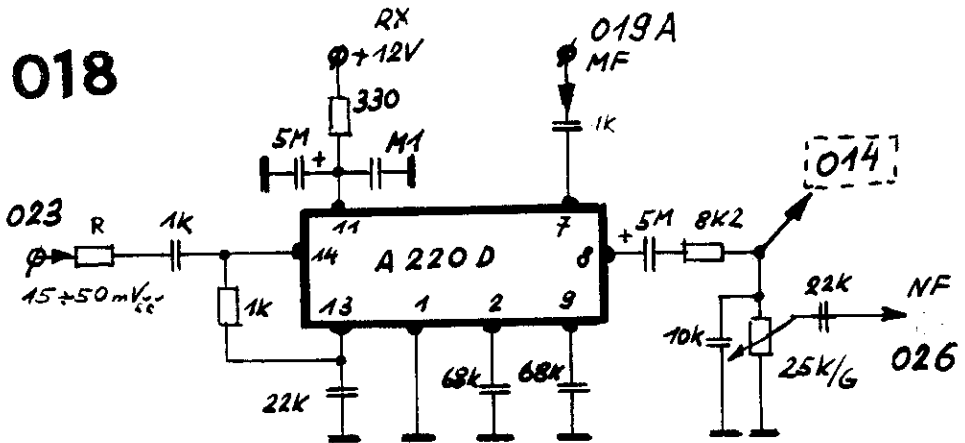 018
RX
+12V
330
5M
+
M1
019A
MF
1K
014
023
R
1K
15÷50mV
1K
11
7
14
A 220 D
8
13
1
2
9
+
5M
8K2
22K
NF
026
10K
25K/G
22K
68K
68K